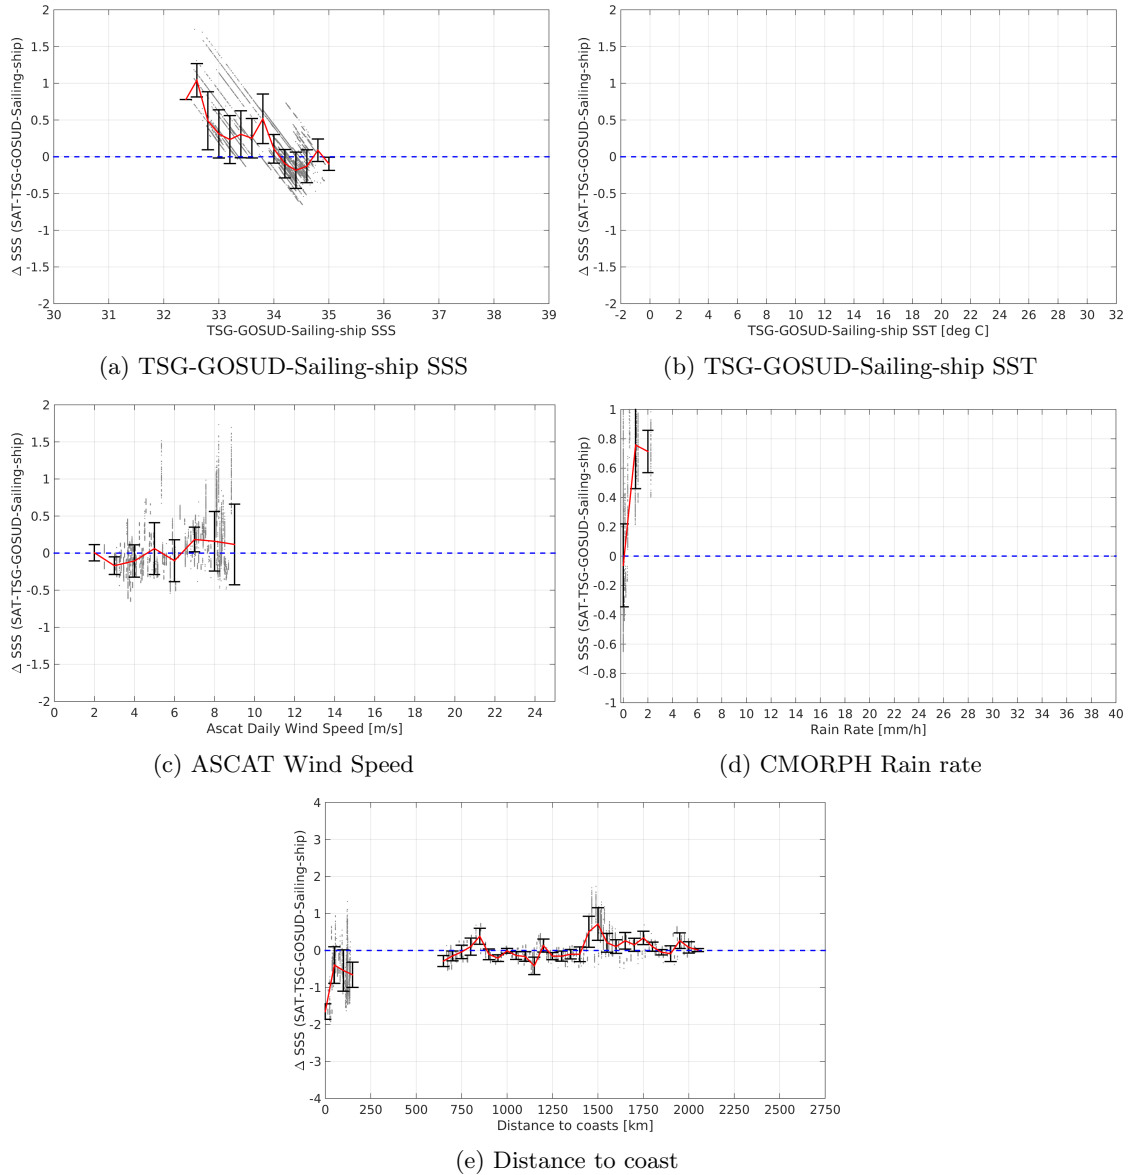 2
1.5
1
0.5
0
-0.5
-1
-1.5
-2
30 31 32 33 34 35 36 37 38 39
Δ SSS (SAT-TSG-GOSUD-Sailing-ship)
TSG-GOSUD-Sailing-ship SSS
(a) TSG-GOSUD-Sailing-ship SSS
2
1.5
1
0.5
0
-0.5
-1
-1.5
-2
-2 0 2 4 6 8 10 12 14 16 18 20 22 24 26 28 30 32
Δ SSS (SAT-TSG-GOSUD-Sailing-ship)
TSG-GOSUD-Sailing-ship SST [deg C]
(b) TSG-GOSUD-Sailing-ship SST
2
1.5
1
0.5
0
-0.5
-1
-1.5
-2
0 2 4 6 8 10 12 14 16 18 20 22 24
Δ SSS (SAT-TSG-GOSUD-Sailing-ship)
Ascat Daily Wind Speed [m/s]
(c) ASCAT Wind Speed
1
0.8
0.6
0.4
0.2
0
-0.2
-0.4
-0.6
-0.8
-1
0 2 4 6 8 10 12 14 16 18 20 22 24 26 28 30 32 34 36 38 40
Δ SSS (SAT-TSG-GOSUD-Sailing-ship)
Rain Rate [mm/h]
(d) CMORPH Rain rate
4
3
2
1
0
-1
-2
-3
-4
0 250 500 750 1000 1250 1500 1750 2000 2250 2500 2750
Δ SSS (SAT-TSG-GOSUD-Sailing-ship)
Distance to coasts [km]
(e) Distance to coast